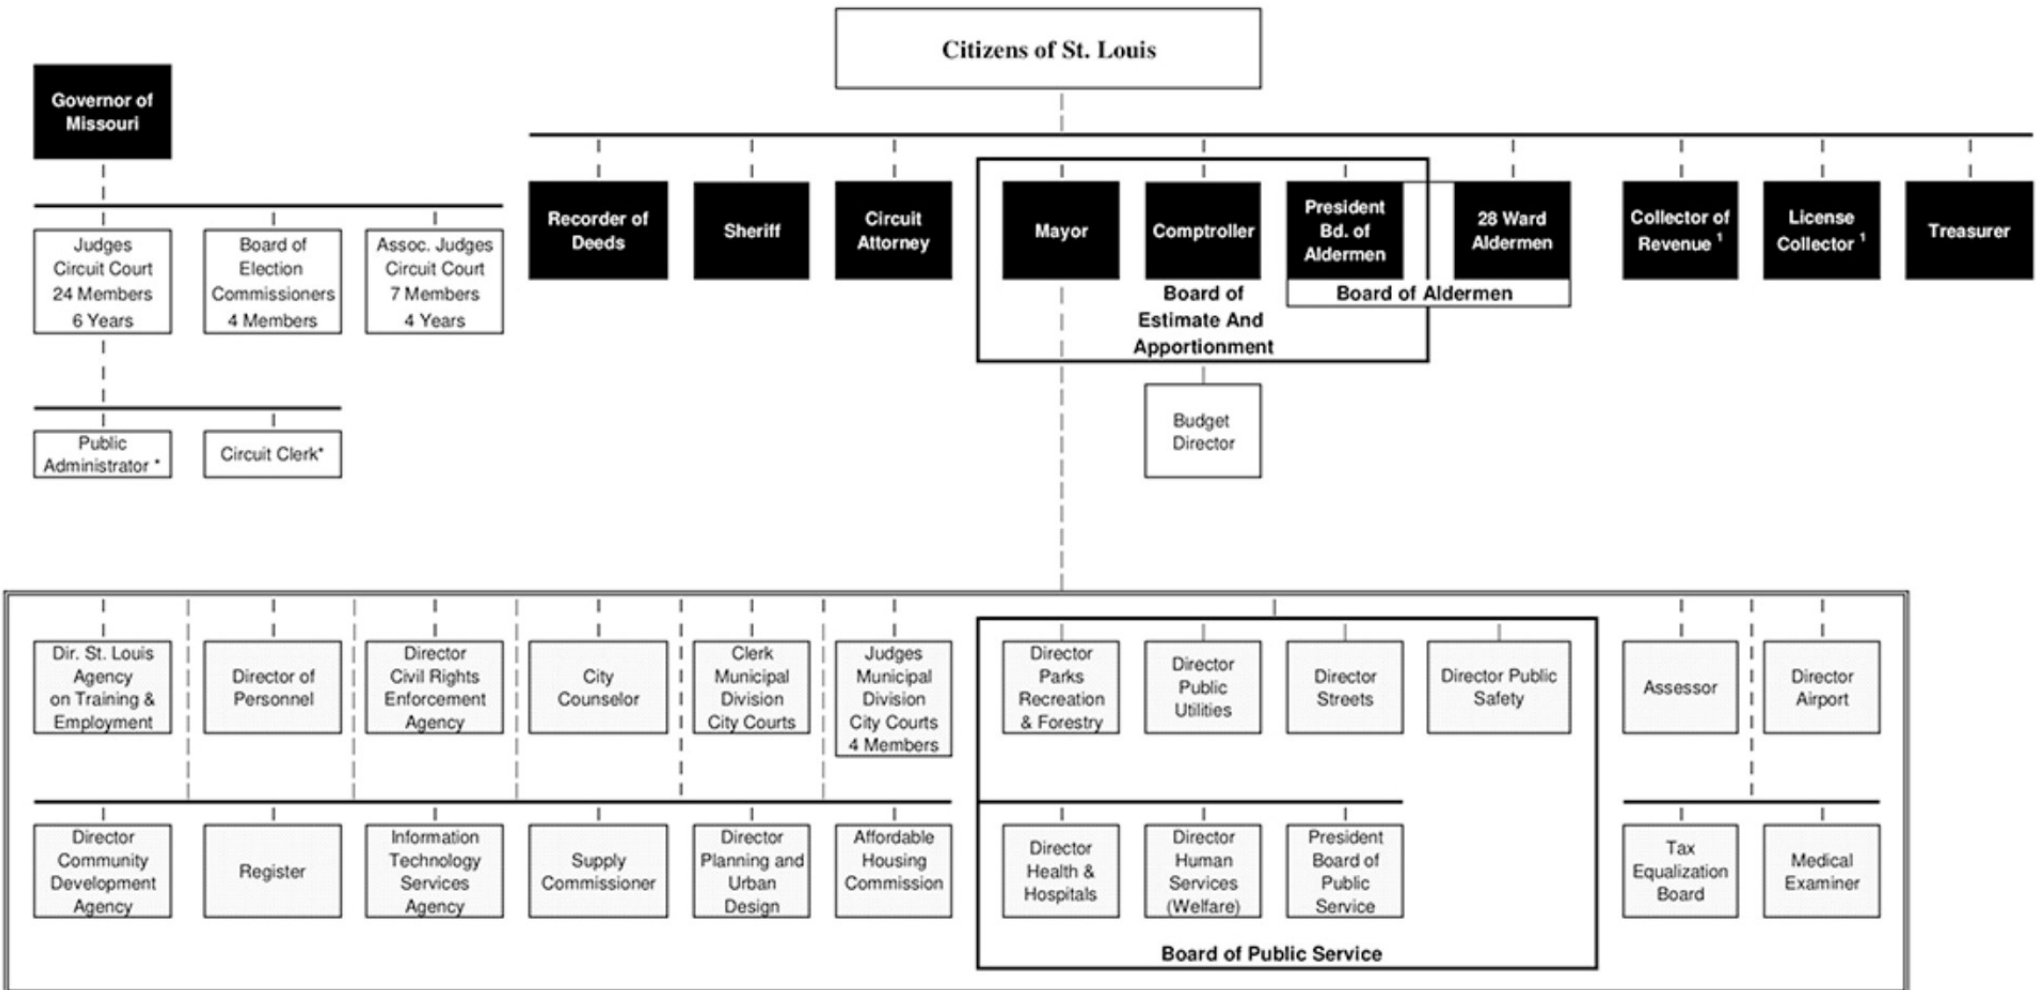 Citizens of St. Louis
Governor of
Missouri
Judges
Circuit Court
24 Members
6 Years
Board of
Election
Commissioners
4 Members
Assoc. Judges
Circuit Court
7 Members
4 Years
Public
Administrator *
Circuit Clerk*
Recorder of
Deeds
Sheriff
Circuit
Attorney
Mayor
Comptroller
President
Bd. of
Aldermen
28 Ward
Aldermen
Board of Aldermen
Board of
Estimate And
Apportionment
Collector of
Revenue ¹
License
Collector ¹
Treasurer
Budget
Director
Dir. St. Louis
Agency
on Training &
Employment
Director of
Personnel
Director
Civil Rights
Enforcement
Agency
City
Counselor
Clerk
Municipal
Division
City Courts
Judges
Municipal
Division
City Courts
4 Members
Director
Parks
Recreation
& Forestry
Director
Public
Utilities
Director
Streets
Director Public
Safety
Assessor
Director
Airport
Director
Community
Development
Agency
Register
Information
Technology
Services
Agency
Supply
Commissioner
Director
Planning and
Urban
Design
Affordable
Housing
Commission
Director
Health &
Hospitals
Director
Human
Services
(Welfare)
President
Board of
Public
Service
Tax
Equalization
Board
Medical
Examiner
Board of Public Service